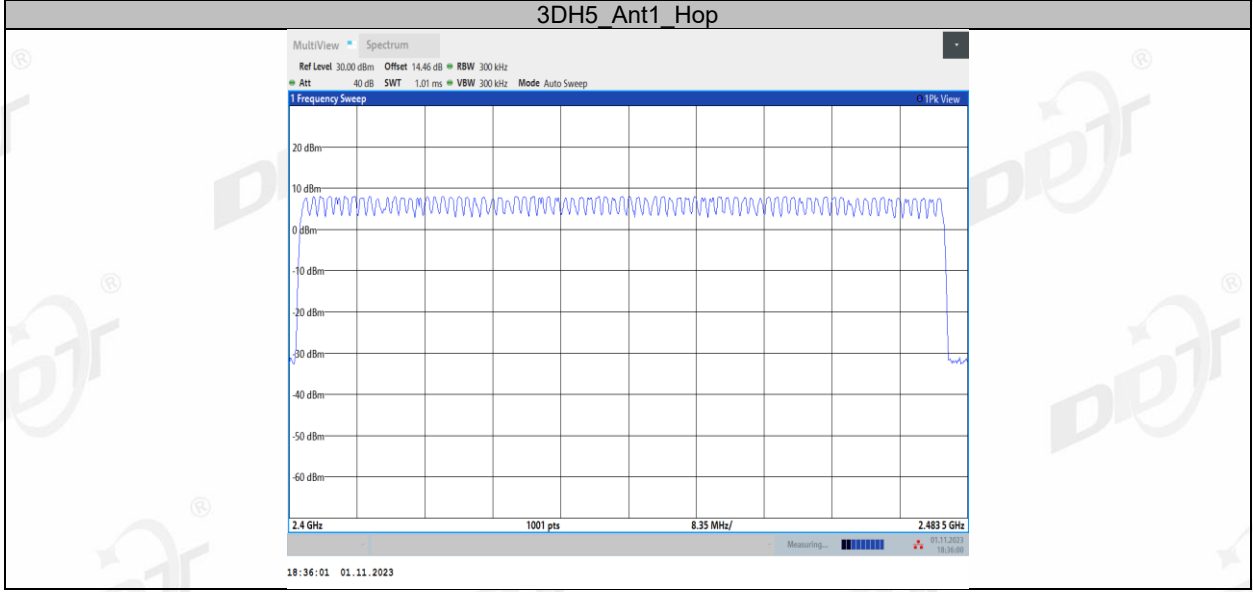 3DH5_Ant1_Hop
MultiView Spectrum
Ref Level 30.00 dBm Offset 14.46 dB RBW 300 kHz
Att 40 dB SWT 1.01 ms VBW 300 kHz Mode Auto Sweep
1 Frequency Sweep 1Pk View
20 dBm
10 dBm
0 dBm
-10 dBm
-20 dBm
-30 dBm
-40 dBm
-50 dBm
-60 dBm
2.4 GHz 1001 pts 8.35 MHz/ 2.483 5 GHz
Measuring... 01.11.2023
18:36:00
18:36:01 01.11.2023
DDT ®
DDT ®
DDT ®
DDT ®